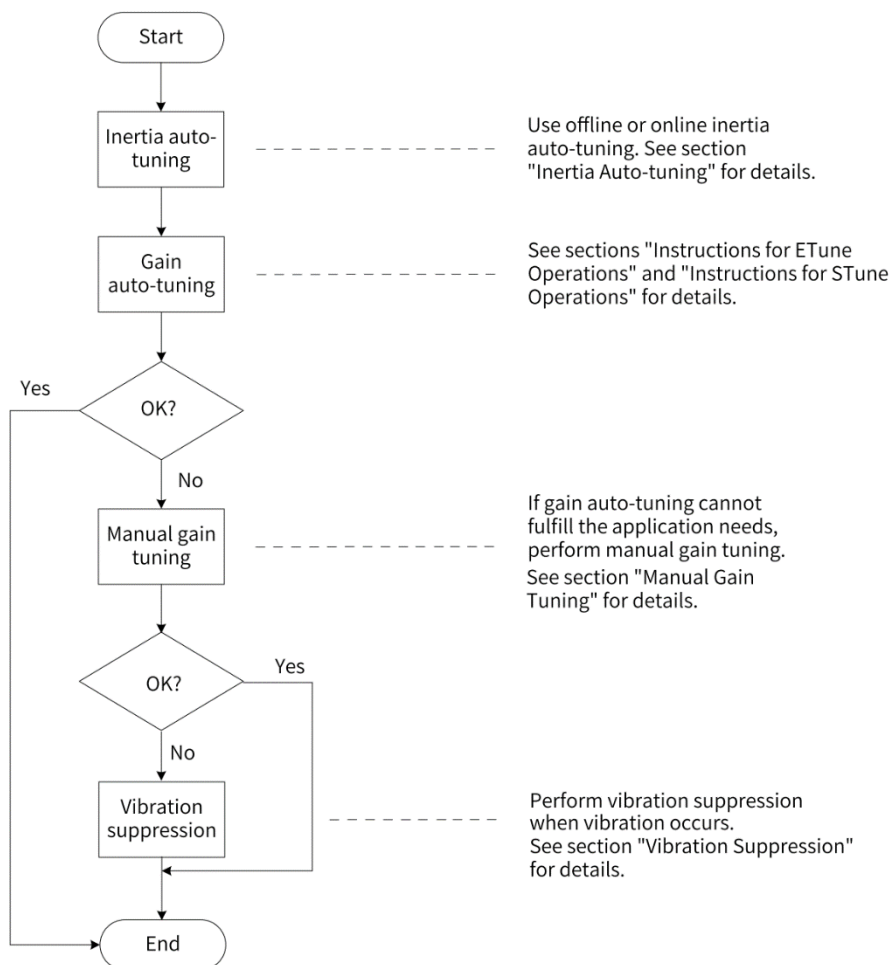 Start
Inertia auto-
tuning
Use offline or online inertia
auto-tuning. See section
"Inertia Auto-tuning" for details.
Gain
auto-tuning
See sections "Instructions for ETune
Operations" and "Instructions for STune
Operations" for details.
Yes
OK?
No
Manual gain
tuning
If gain auto-tuning cannot
fulfill the application needs,
perform manual gain tuning.
See section "Manual Gain
Tuning" for details.
Yes
OK?
No
Vibration
suppression
Perform vibration suppression
when vibration occurs.
See section "Vibration Suppression"
for details.
End